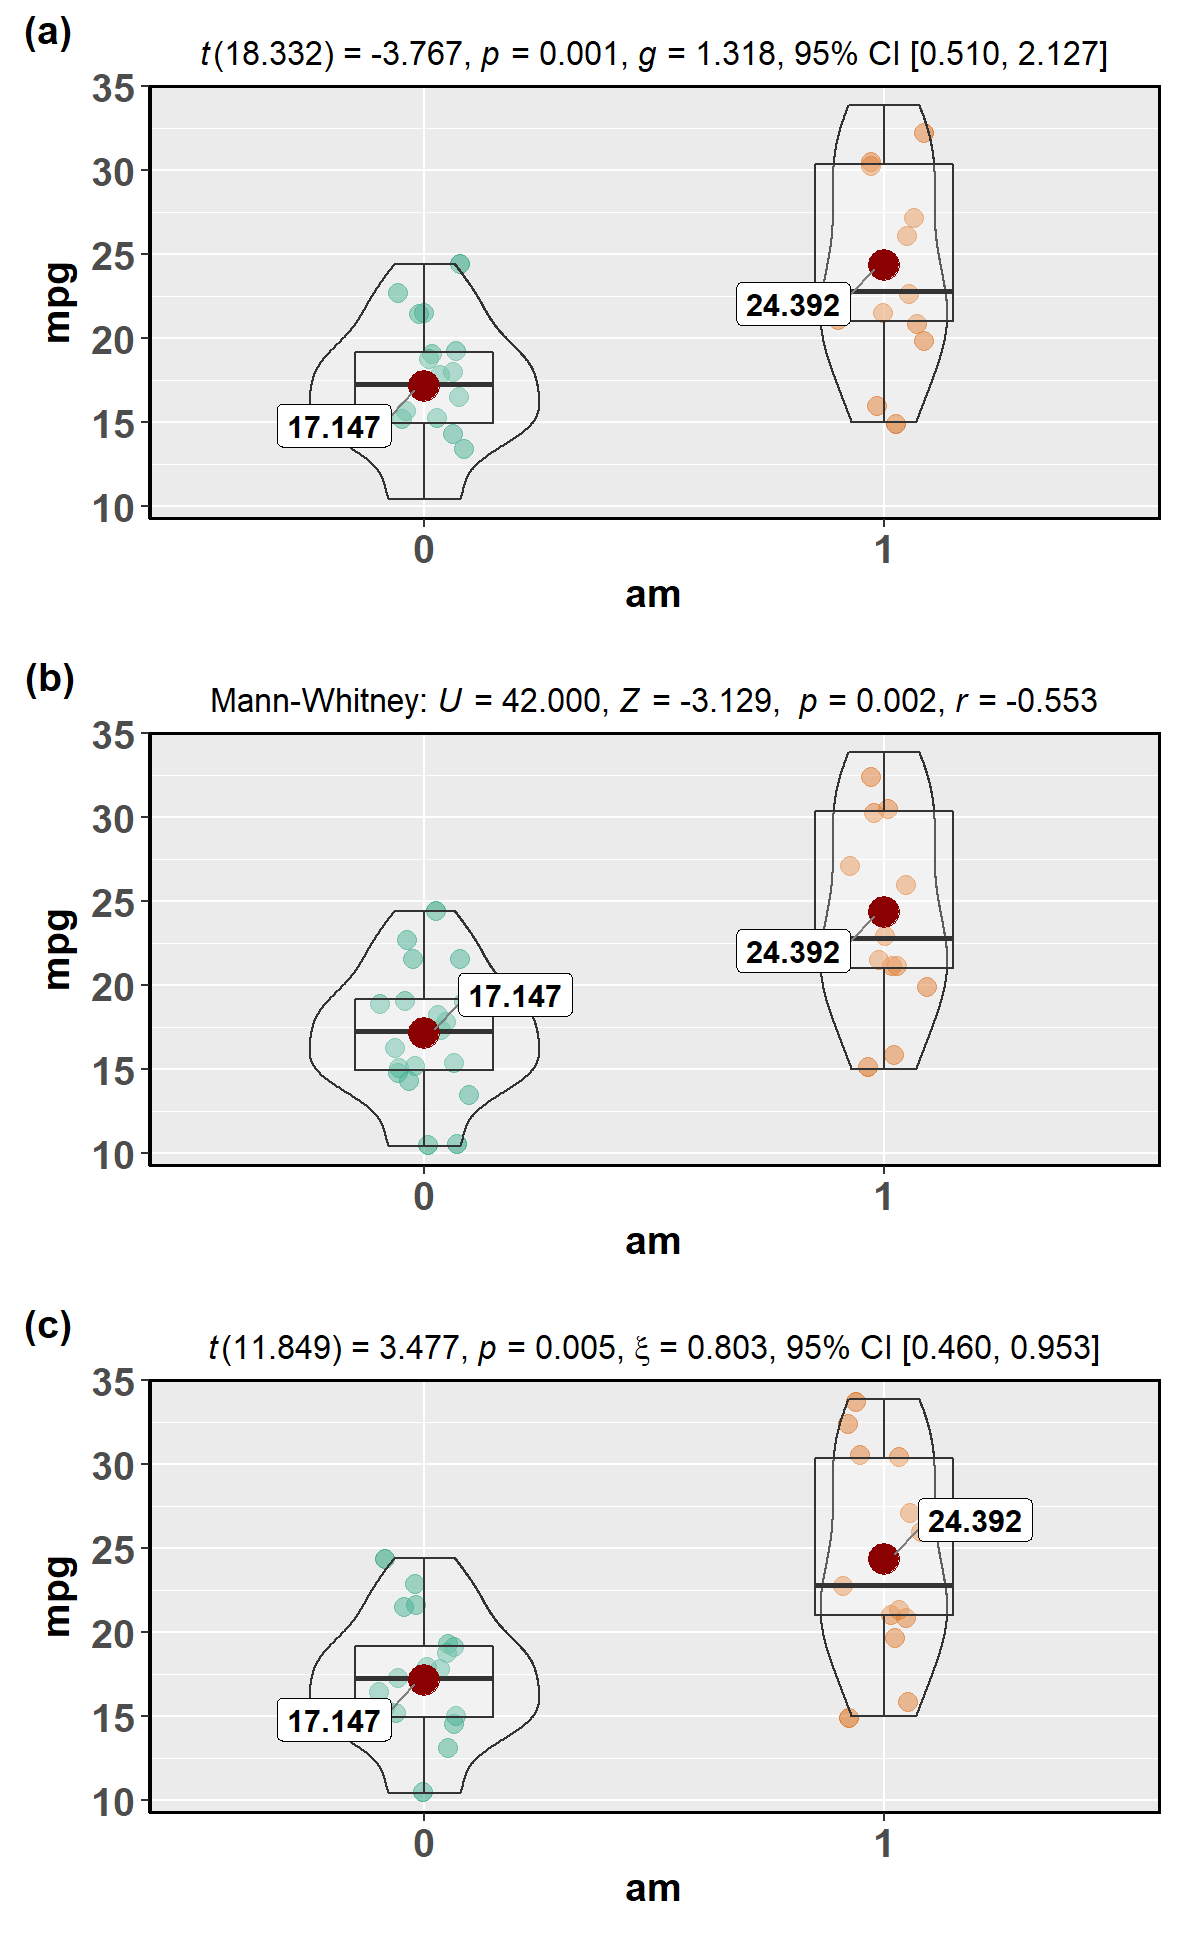 (a)
t(18.332) = -3.767, p = 0.001, g = 1.318, 95% CI [0.510, 2.127]
35
30
25
20
15
10
mpg
24.392
17.147
0 1
am
(b)
Mann-Whitney: U = 42.000, Z = -3.129, p = 0.002, r = -0.553
35
30
25
20
15
10
mpg
24.392
17.147
0 1
am
(c)
t(11.849) = 3.477, p = 0.005, ξ = 0.803, 95% CI [0.460, 0.953]
35
30
25
20
15
10
mpg
24.392
17.147
0 1
am